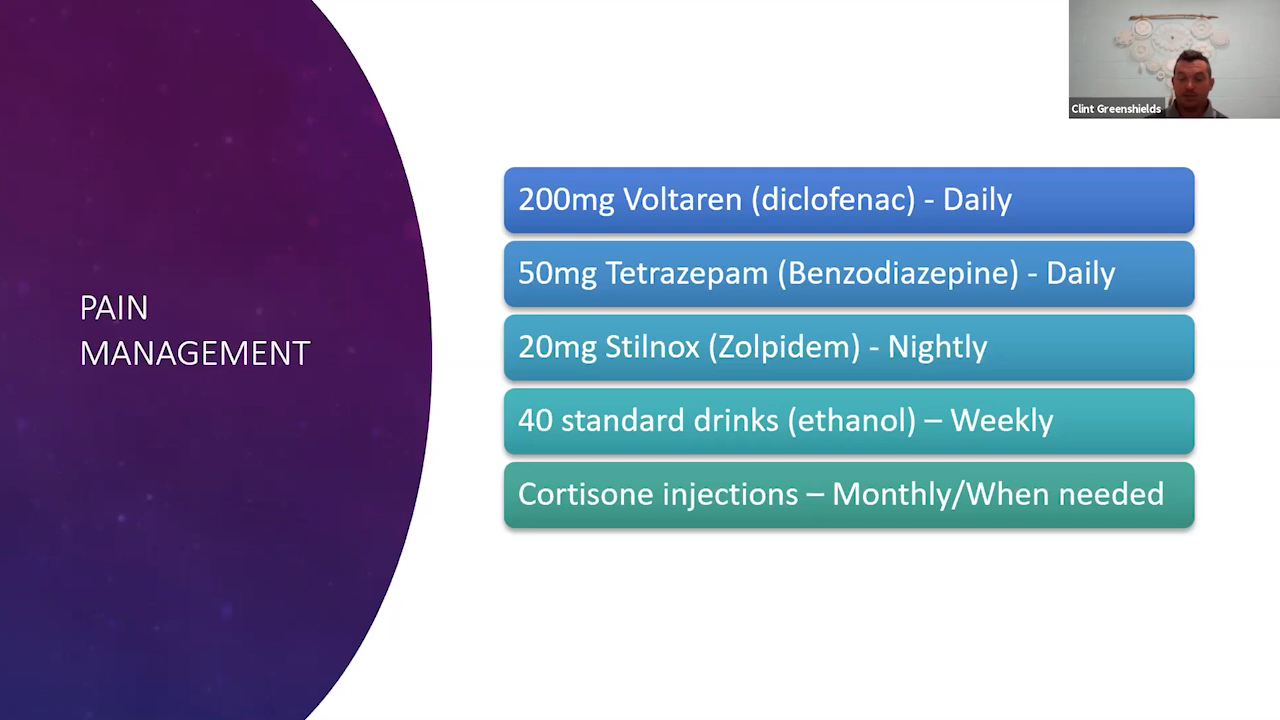 PAIN
MANAGEMENT
200mg Voltaren (diclofenac) - Daily
50mg Tetrazepam (Benzodiazepine) - Daily
20mg Stilnox (Zolpidem) - Nightly
40 standard drinks (ethanol) – Weekly
Cortisone injections – Monthly/When needed
Clint Greenshields